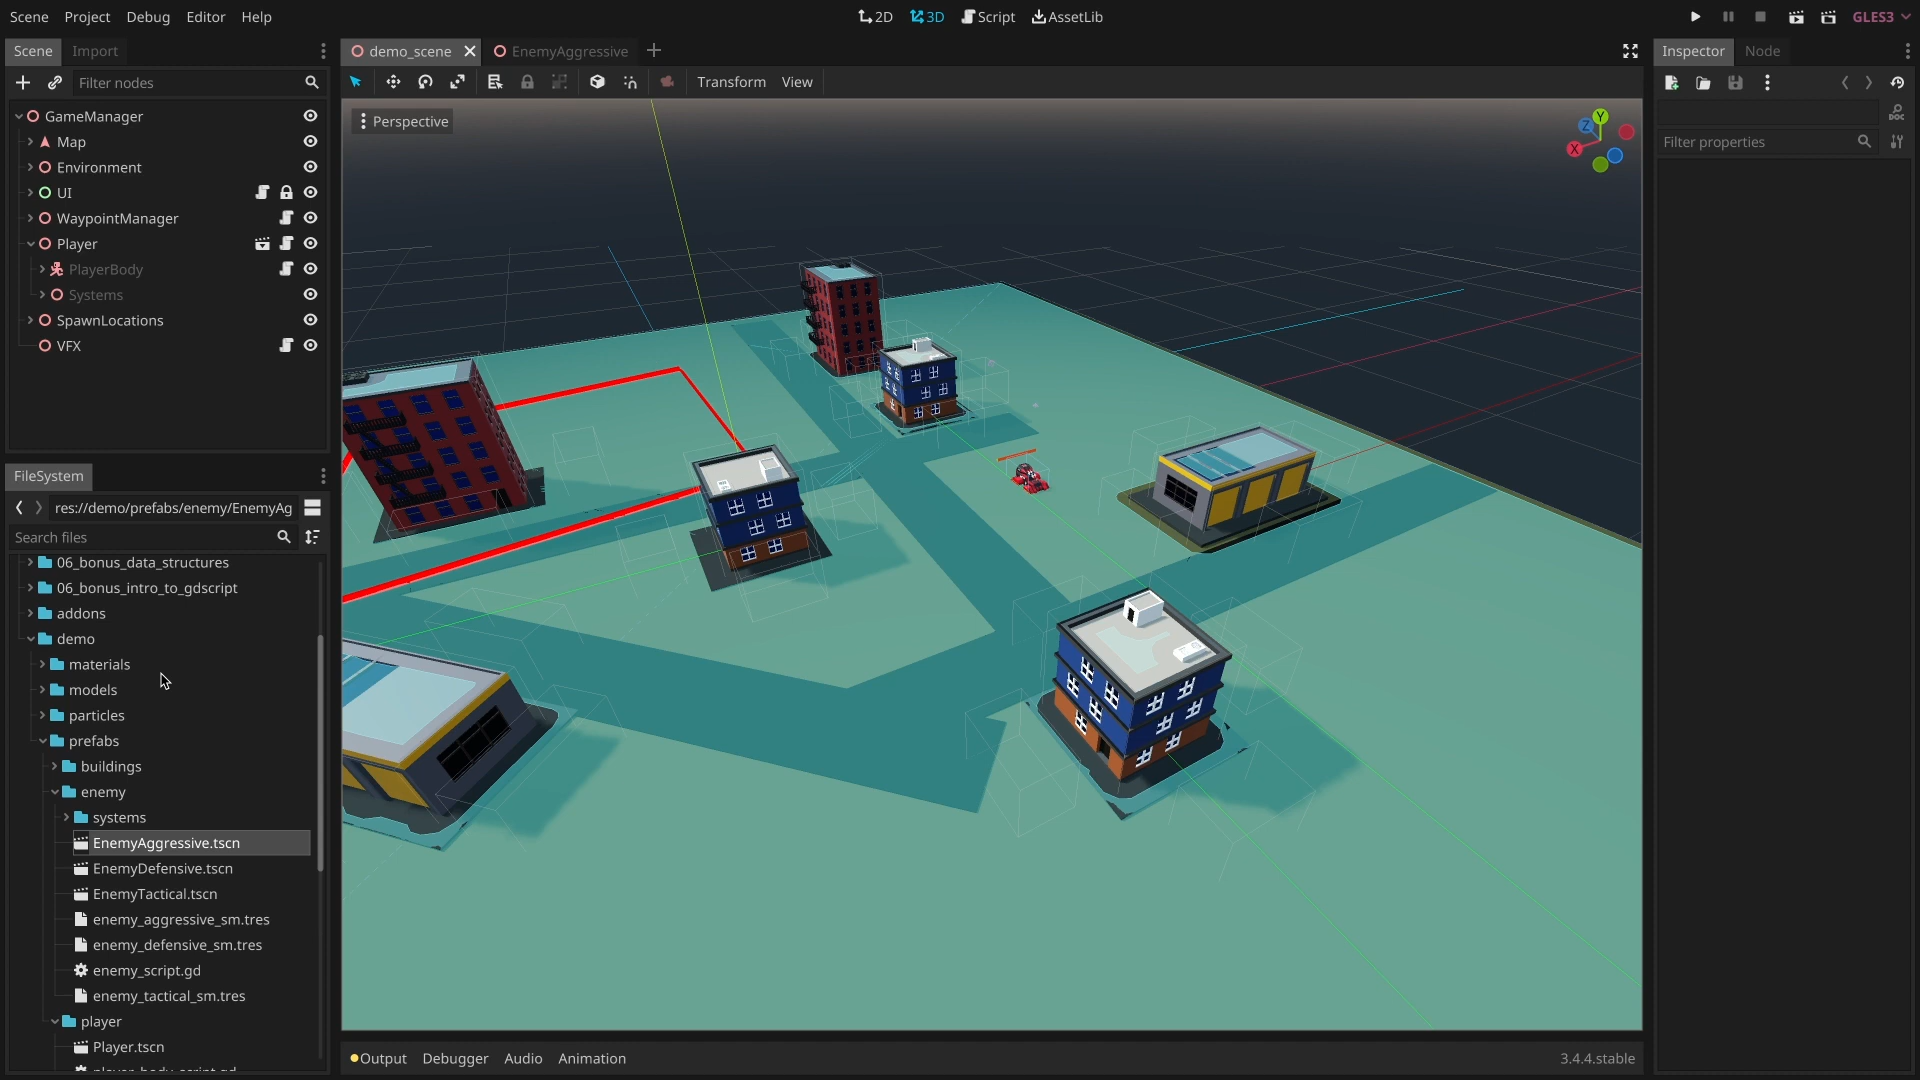 Scene Project Debug Editor Help
2D 3D Script AssetLib
GLES3
Scene Import
demo_scene EnemyAggressive
Inspector Node
Filter nodes
Transform View
Filter properties
DOC
Perspective
Y
Z
X
GameManager
Map
Environment
UI
WaypointManager
Player
PlayerBody
Systems
SpawnLocations
VFX
FileSystem
res://demo/prefabs/enemy/EnemyAg
Search files
06_bonus_data_structures
06_bonus_intro_to_gdscript
addons
demo
materials
models
particles
prefabs
buildings
enemy
systems
EnemyAggressive.tscn
EnemyDefensive.tscn
EnemyTactical.tscn
enemy_aggressive_sm.tres
enemy_defensive_sm.tres
enemy_script.gd
enemy_tactical_sm.tres
player
Player.tscn
Output Debugger Audio Animation
3.4.4.stable